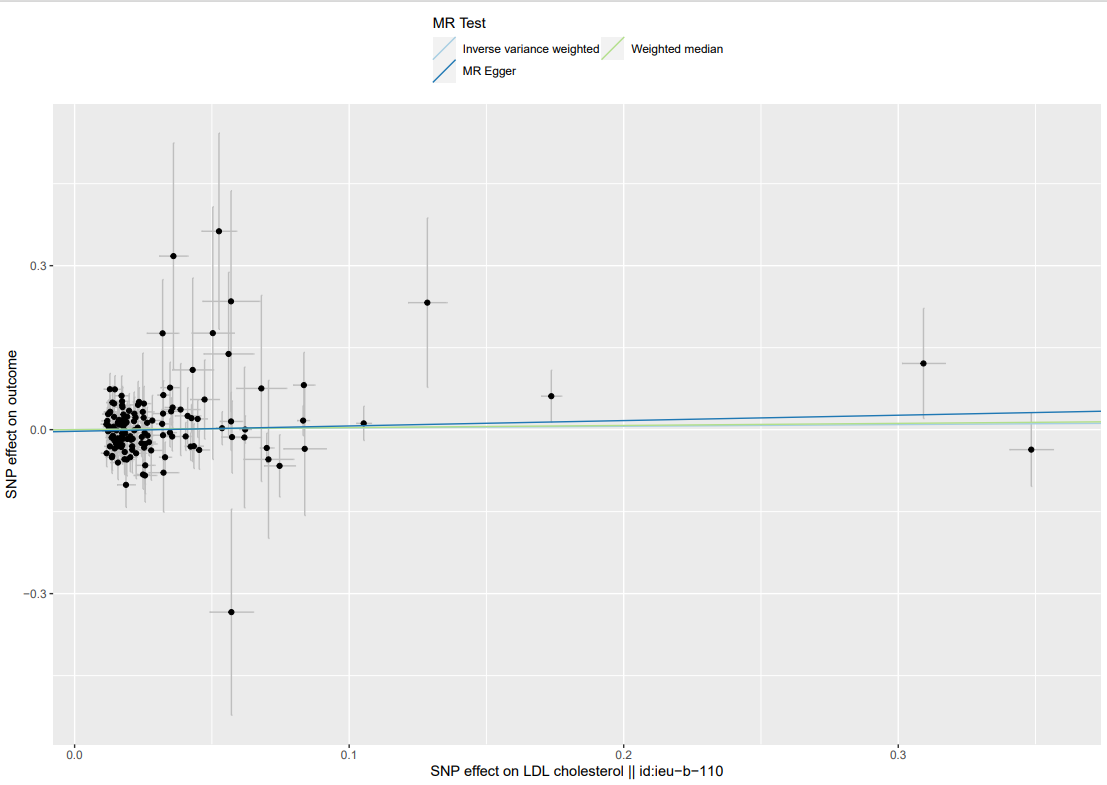 MR Test
Inverse variance weighted Weighted median
MR Egger
SNP effect on outcome
0.3
0.0
−0.3
0.0 0.1 0.2 0.3
SNP effect on LDL cholesterol || id:ieu−b−110